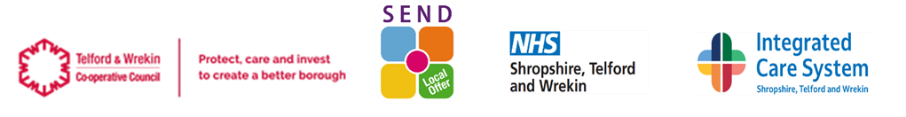 Telford & Wrekin
Co-operative Council
Protect, care and invest
to create a better borough
SEND
Local
Offer
NHS
Shropshire, Telford
and Wrekin
Integrated
Care System
Shropshire, Telford and Wrekin